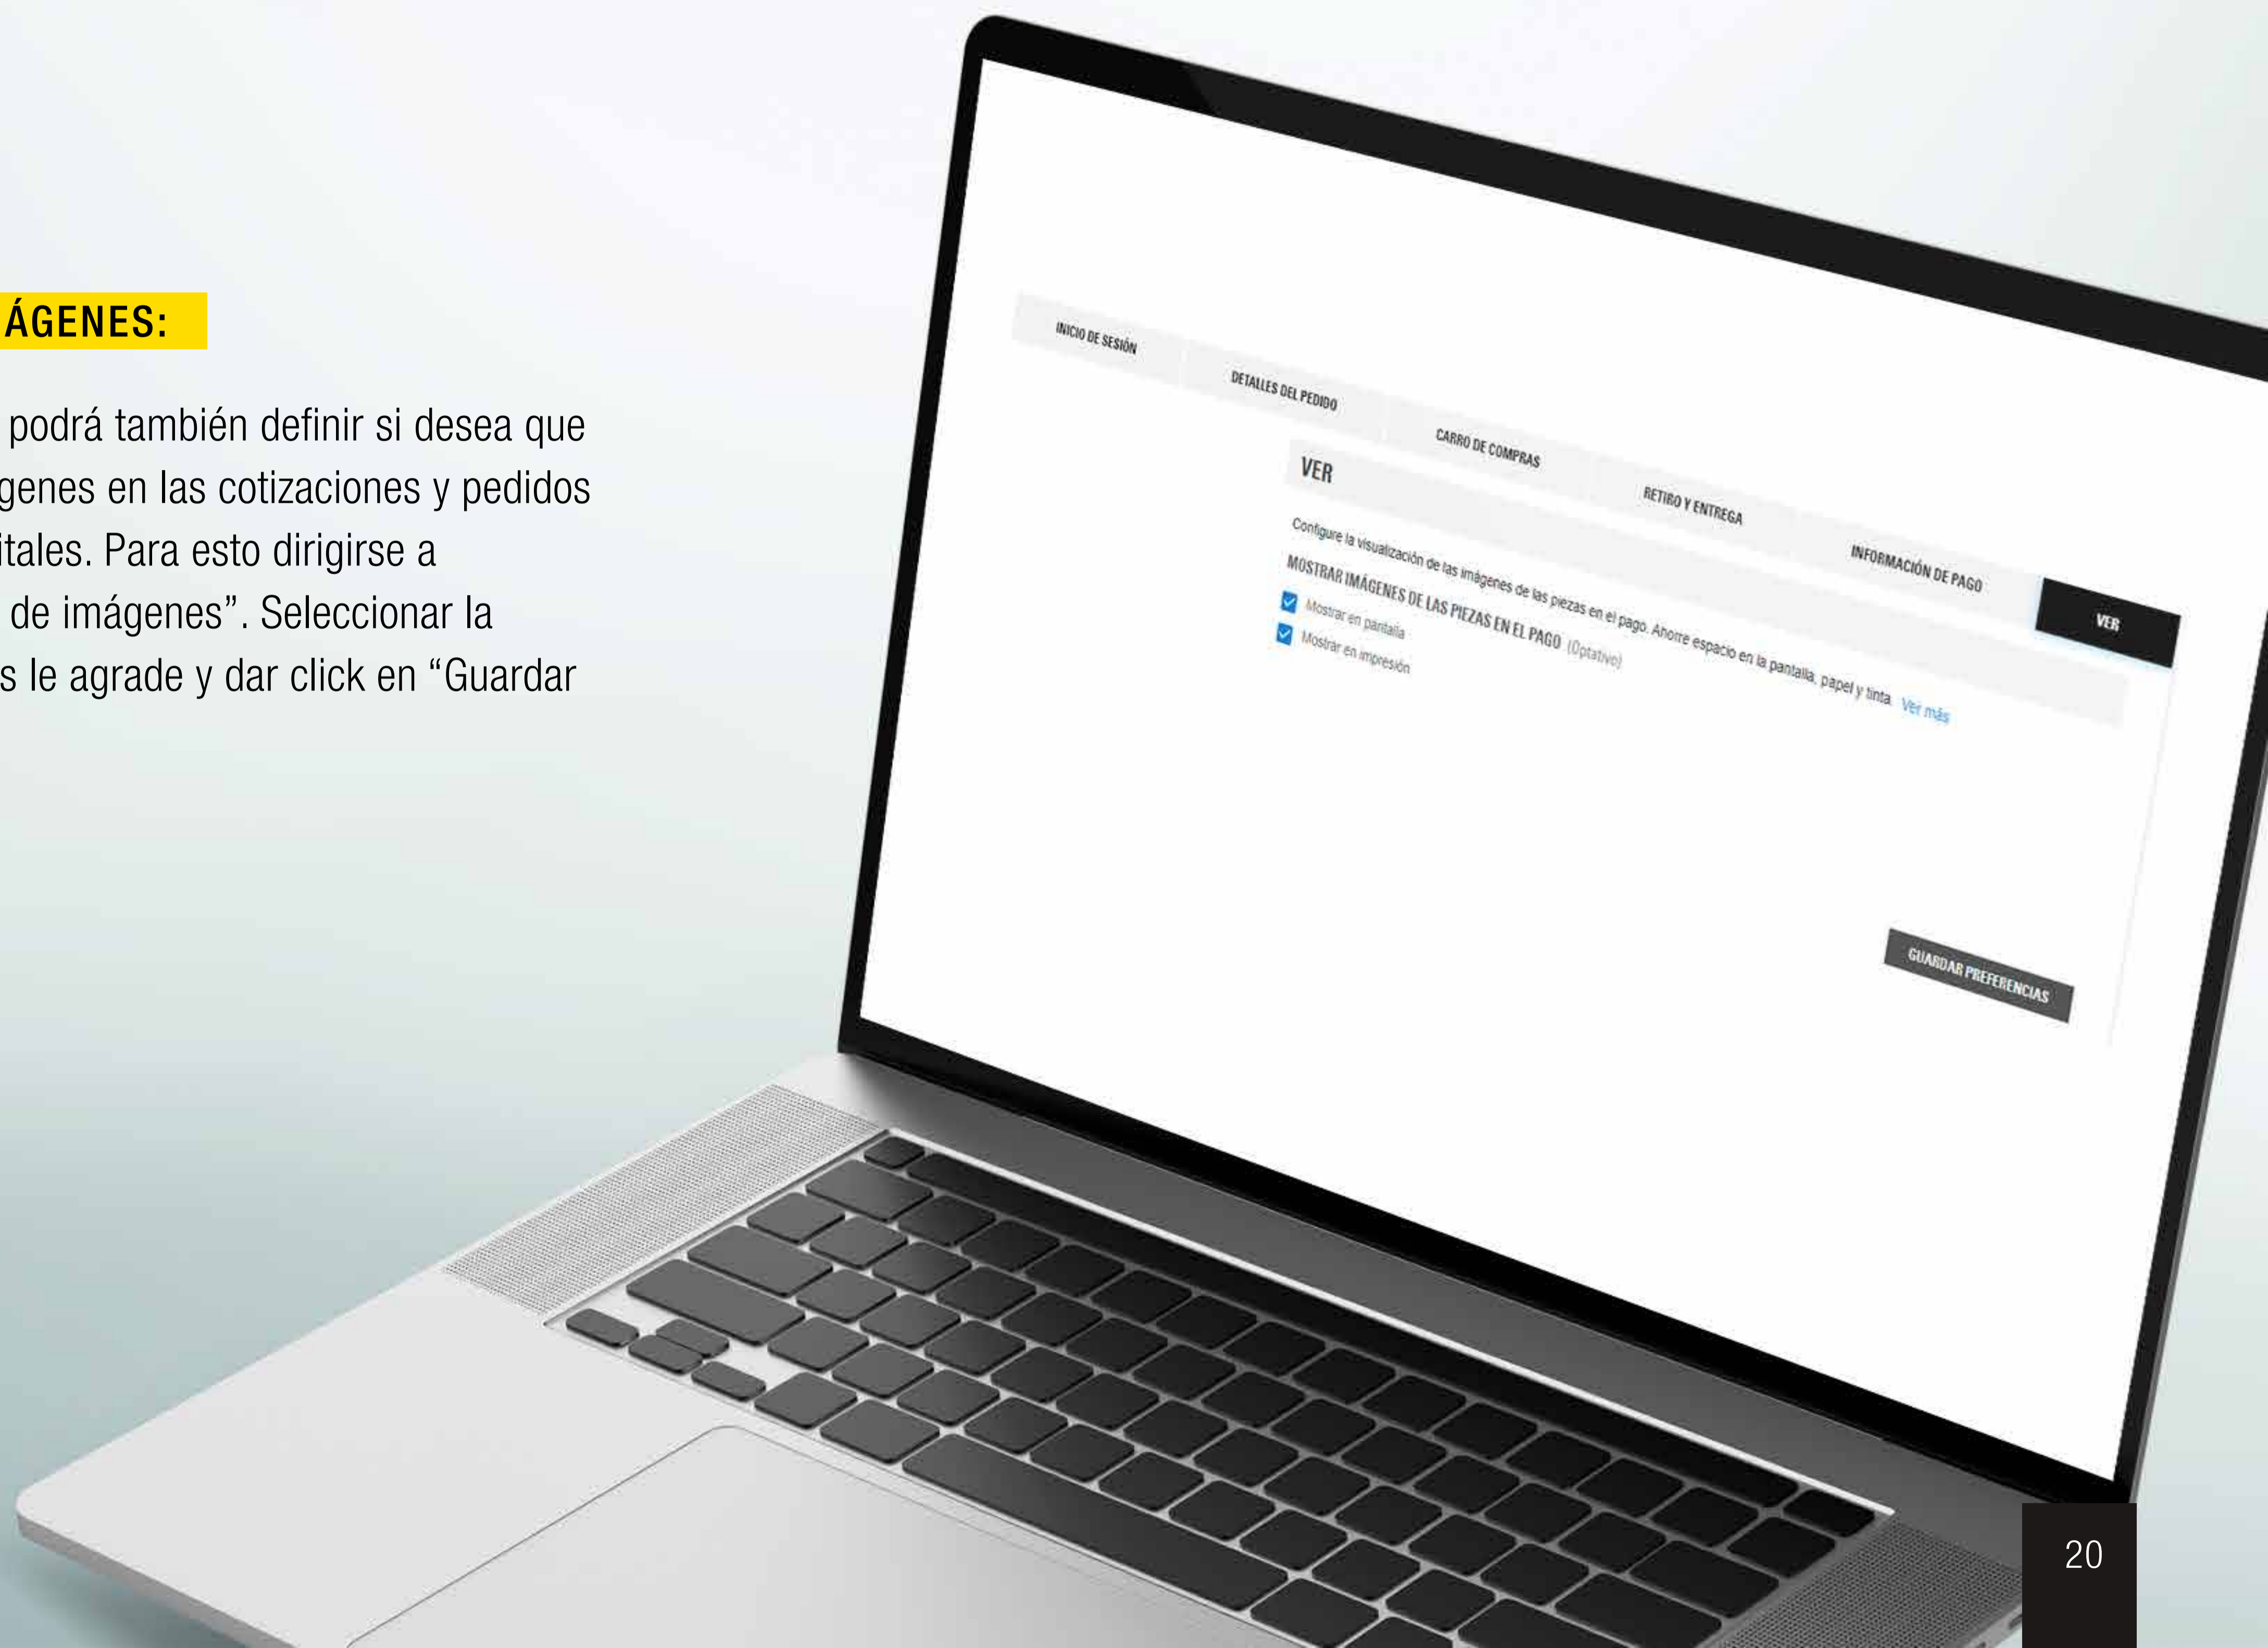 ÁGENES:
podrá también definir si desea que
genes en las cotizaciones y pedidos
itales. Para esto dirigirse a
de imágenes”. Seleccionar la
s le agrade y dar click en “Guardar
INICIO DE SESIÓN
DETALLES DEL PEDIDO
CARRO DE COMPRAS
RETIRO Y ENTREGA
INFORMACIÓN DE PAGO
VER
VER
Configure la visualización de las imágenes de las piezas en el pago. Ahorre espacio en la pantalla, papel y tinta. Ver más
MOSTRAR IMÁGENES DE LAS PIEZAS EN EL PAGO (Optativo)
Mostrar en pantalla
Mostrar en impresión
GUARDAR PREFERENCIAS
20